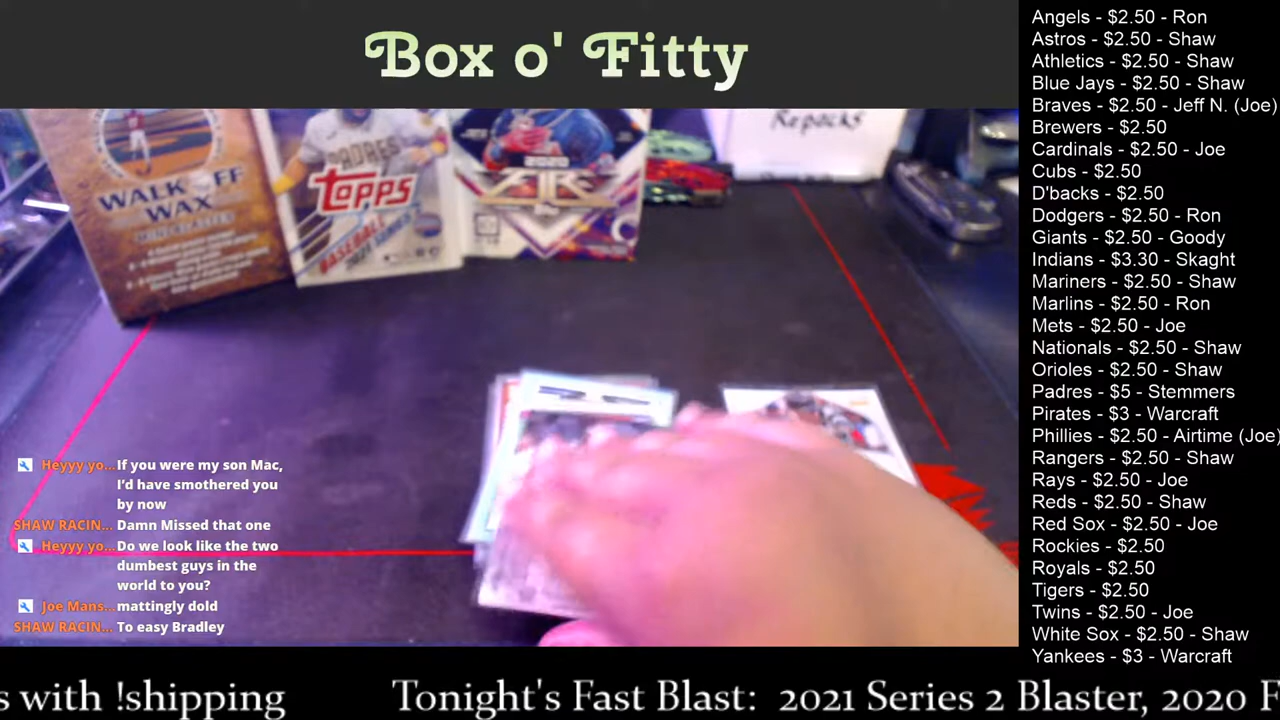 Box o' Fitty
Repacks
WALK OFF
WAX
PADRES
TOPPS
BASEBALL
2020
FIRE
Heyyy yo... If you were my son Mac,
I'd have smothered you
by now
SHAW RACIN... Damn Missed that one
Heyyy yo... Do we look like the two
dumbest guys in the
world to you?
Joe Mans... mattingly dold
SHAW RACIN... To easy Bradley
Angels - $2.50 - Ron
Astros - $2.50 - Shaw
Athletics - $2.50 - Shaw
Blue Jays - $2.50 - Shaw
Braves - $2.50 - Jeff N. (Joe)
Brewers - $2.50
Cardinals - $2.50 - Joe
Cubs - $2.50
D'backs - $2.50
Dodgers - $2.50 - Ron
Giants - $2.50 - Goody
Indians - $3.30 - Skaght
Mariners - $2.50 - Shaw
Marlins - $2.50 - Ron
Mets - $2.50 - Joe
Nationals - $2.50 - Shaw
Orioles - $2.50 - Shaw
Padres - $5 - Stemmers
Pirates - $3 - Warcraft
Phillies - $2.50 - Airtime (Joe)
Rangers - $2.50 - Shaw
Rays - $2.50 - Joe
Reds - $2.50 - Shaw
Red Sox - $2.50 - Joe
Rockies - $2.50
Royals - $2.50
Tigers - $2.50
Twins - $2.50 - Joe
White Sox - $2.50 - Shaw
Yankees - $3 - Warcraft
s with !shipping Tonight's Fast Blast: 2021 Series 2 Blaster, 2020 F